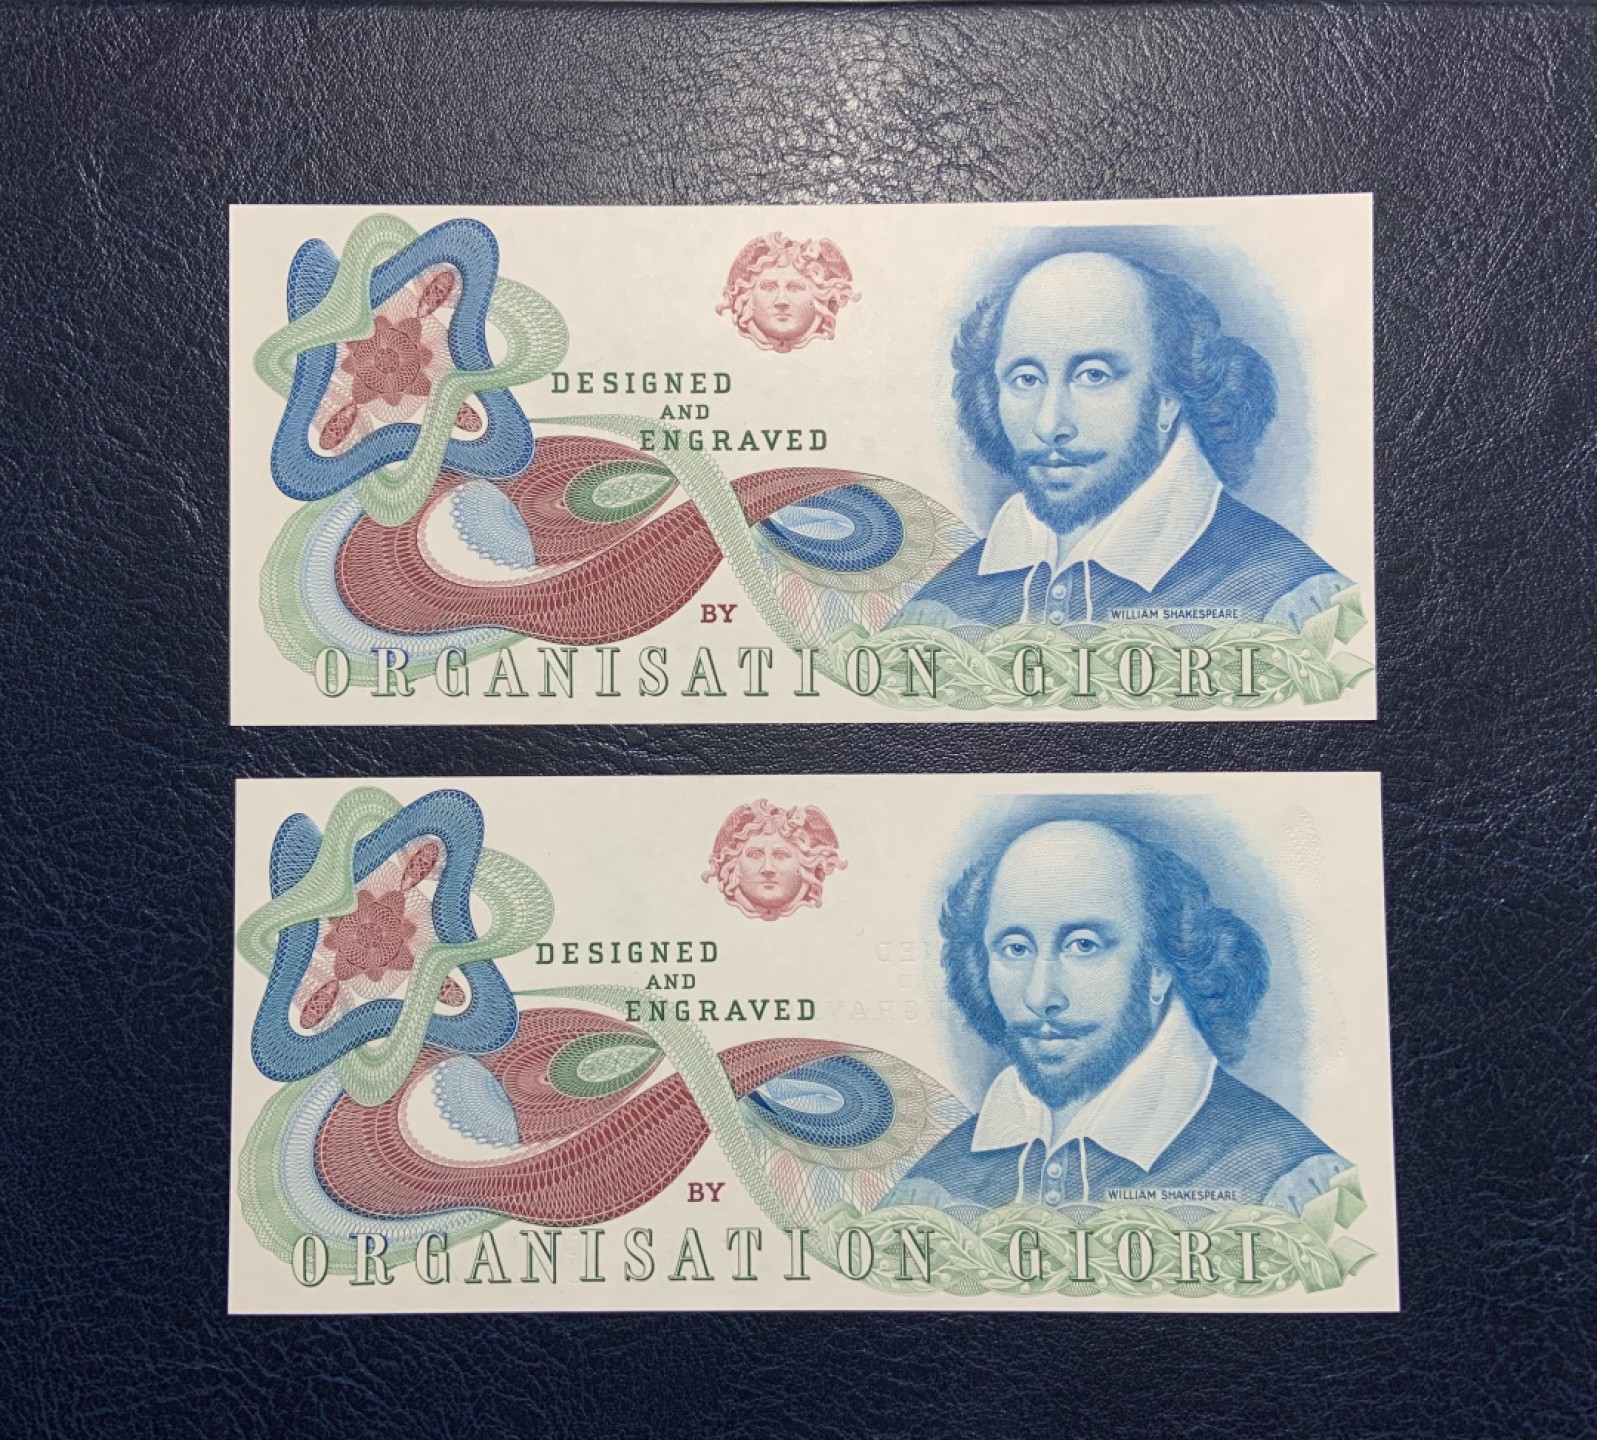 DESIGNED
AND
ENGRAVED
BY
WILLIAM SHAKESPEARE
ORGANISATION GIORI
DESIGNED
AND
ENGRAVED
BY
WILLIAM SHAKESPEARE
ORGANISATION GIORI